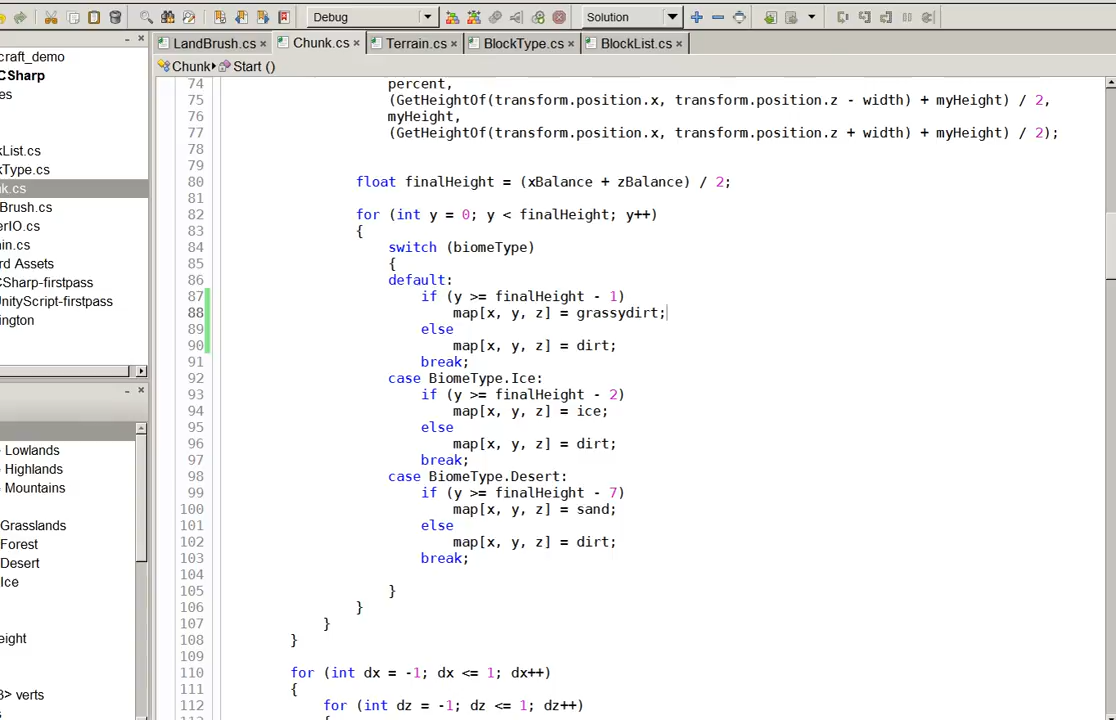 Debug
Solution
LandBrush.cs ×
Chunk.cs ×
Terrain.cs ×
BlockType.cs ×
BlockList.cs ×
Chunk
Start ()
craft_demo
CSharp
es
kList.cs
kType.cs
nk.cs
Brush.cs
erIO.cs
ain.cs
rd Assets
CSharp-firstpass
UnityScript-firstpass
ington
Lowlands
Highlands
Mountains
Grasslands
Forest
Desert
Ice
eight
3> verts
74 percent,
75 (GetHeightOf(transform.position.x, transform.position.z - width) + myHeight) / 2,
76 myHeight,
77 (GetHeightOf(transform.position.x, transform.position.z + width) + myHeight) / 2);
78
79
80 float finalHeight = (xBalance + zBalance) / 2;
81
82 for (int y = 0; y < finalHeight; y++)
83 {
84 switch (biomeType)
85 {
86 default:
87 if (y >= finalHeight - 1)
88 map[x, y, z] = grassydirt;
89 else
90 map[x, y, z] = dirt;
91 break;
92 case BiomeType.Ice:
93 if (y >= finalHeight - 2)
94 map[x, y, z] = ice;
95 else
96 map[x, y, z] = dirt;
97 break;
98 case BiomeType.Desert:
99 if (y >= finalHeight - 7)
100 map[x, y, z] = sand;
101 else
102 map[x, y, z] = dirt;
103 break;
104
105 }
106 }
107 }
108 }
109
110 for (int dx = -1; dx <= 1; dx++)
111 {
112 for (int dz = -1; dz <= 1; dz++)